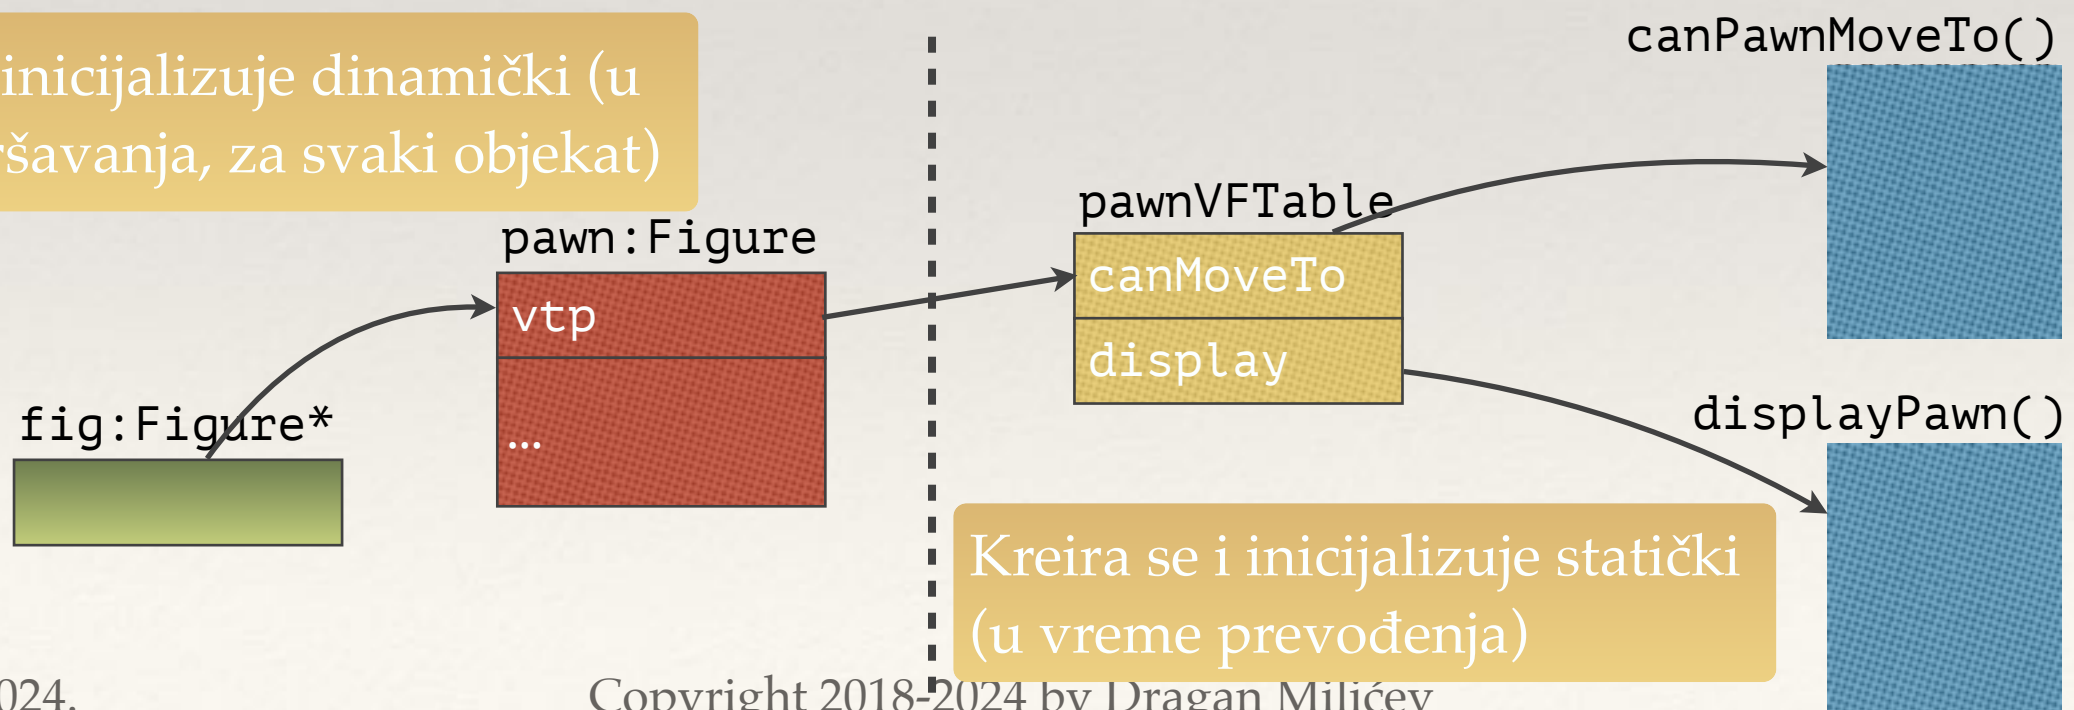 inicijalizuje dinamički (u
ršavanja, za svaki objekat)
canPawnMoveTo()
pawnVFTable
pawn:Figure
canMoveTo
vtp
display
displayPawn()
fig:Figure*
...
Kreira se i inicijalizuje statički
(u vreme prevođenja)
024.
Copyright 2018-2024 by Dragan Milićev